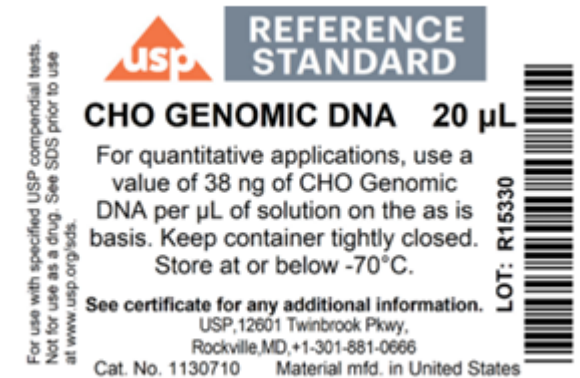 usp
REFERENCE
STANDARD
CHO GENOMIC DNA 20 µL
For quantitative applications, use a
value of 38 ng of CHO Genomic
DNA per µL of solution on the as is
basis. Keep container tightly closed.
Store at or below -70°C.
See certificate for any additional information.
USP,12601 Twinbrook Pkwy,
Rockville,MD,+1-301-881-0666
Cat. No. 1130710 Material mfd. in United States
For use with specified USP compendial tests.
Not for use as a drug. See SDS prior to use
at www.usp.org/sds.
LOT: R15330